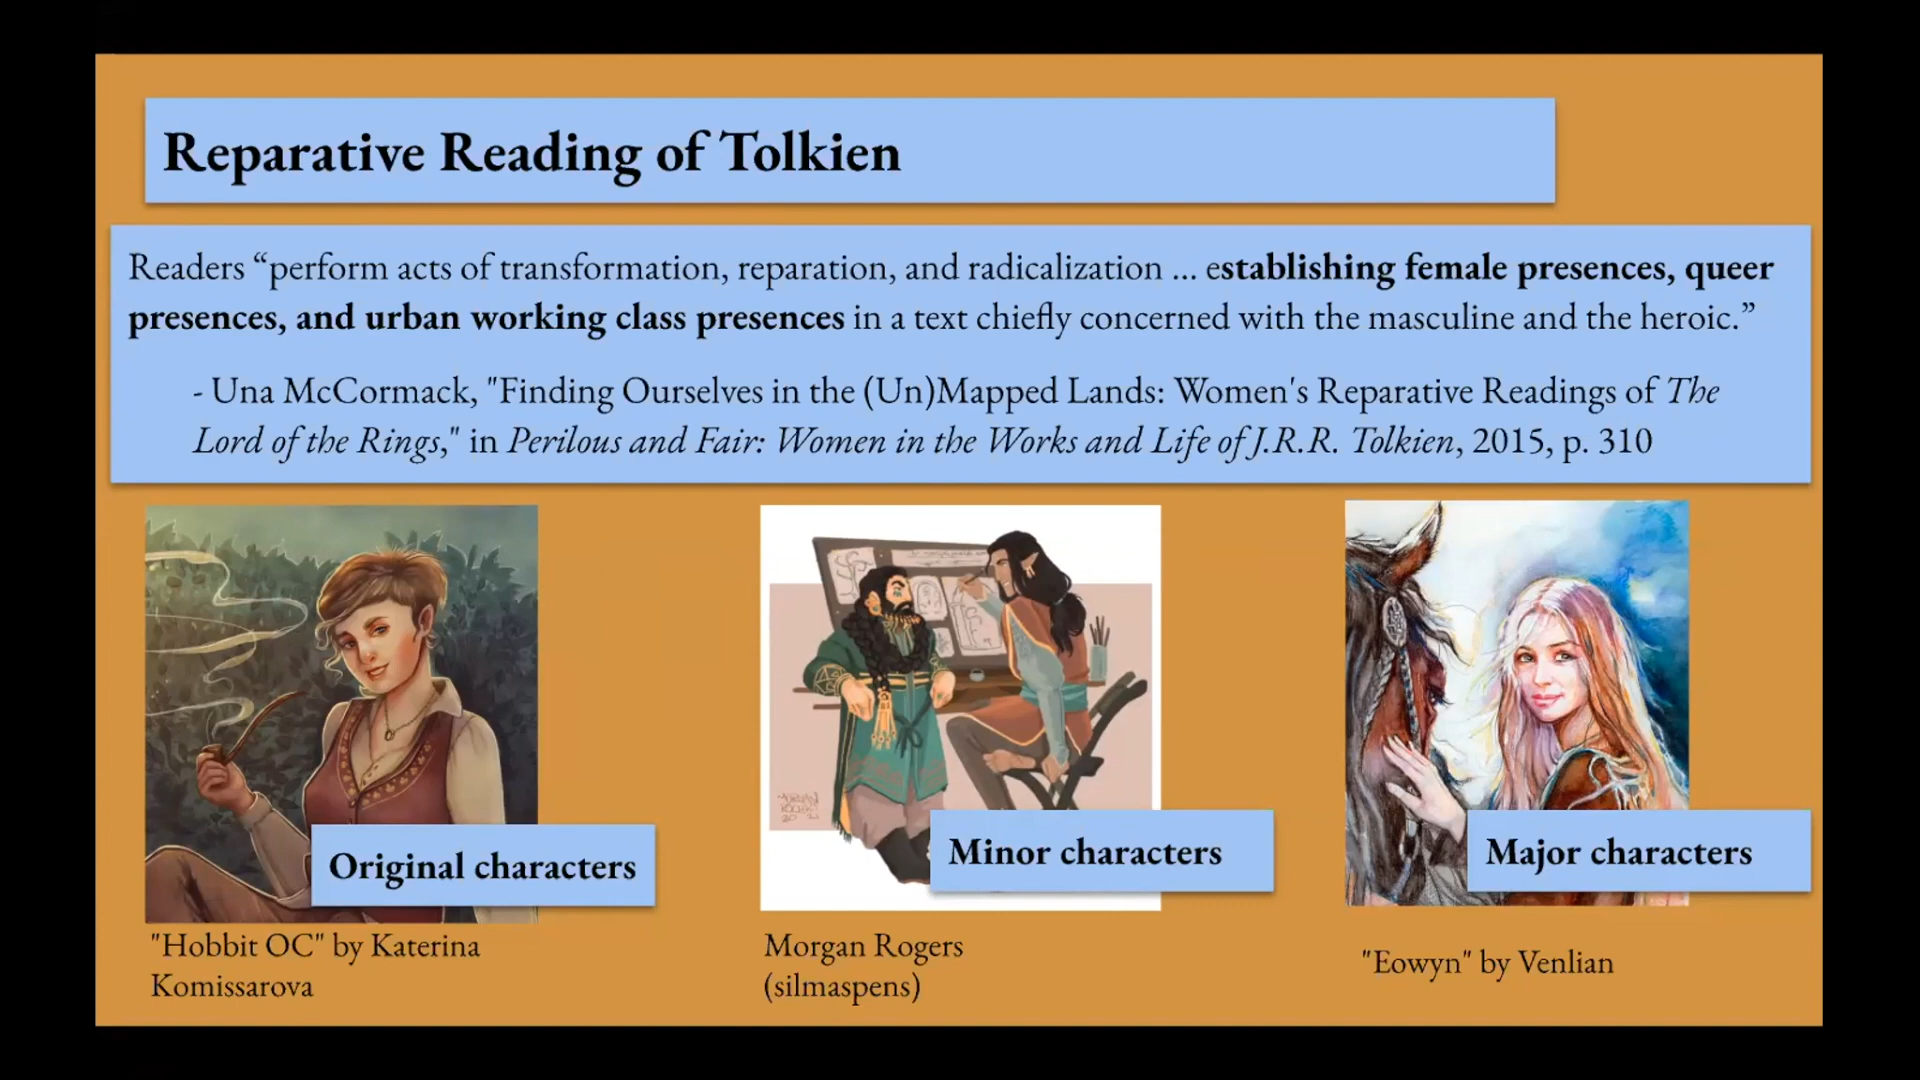 Reparative Reading of Tolkien
Readers “perform acts of transformation, reparation, and radicalization ... establishing female presences, queer
presences, and urban working class presences in a text chiefly concerned with the masculine and the heroic.”
- Una McCormack, "Finding Ourselves in the (Un)Mapped Lands: Women's Reparative Readings of The
Lord of the Rings," in Perilous and Fair: Women in the Works and Life of J.R.R. Tolkien, 2015, p. 310
Original characters
Minor characters
Major characters
"Hobbit OC" by Katerina
Komissarova
Morgan Rogers
(silmaspens)
"Eowyn" by Venlian